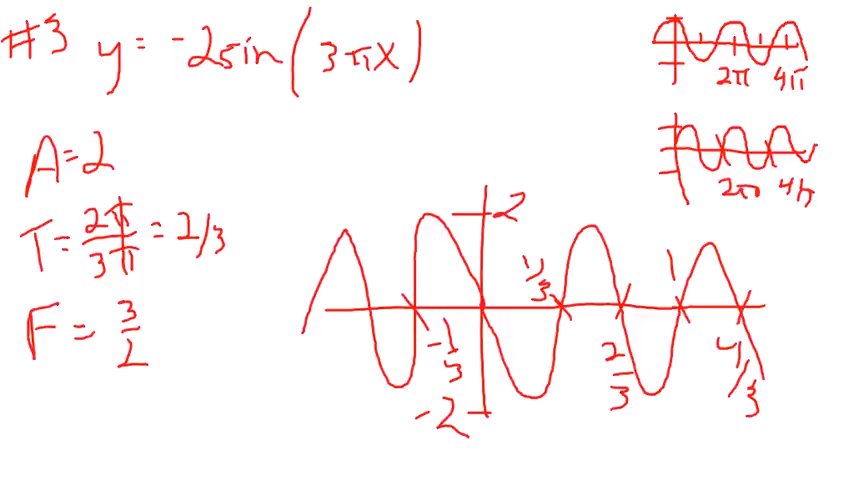 #3 y = -2sin(3πx)
2π 4π
A=2
2π 4π
T = 2π/3π = 2/3
2
F = 3/2
1/3 1
-1/3 2/3 4/3
-2